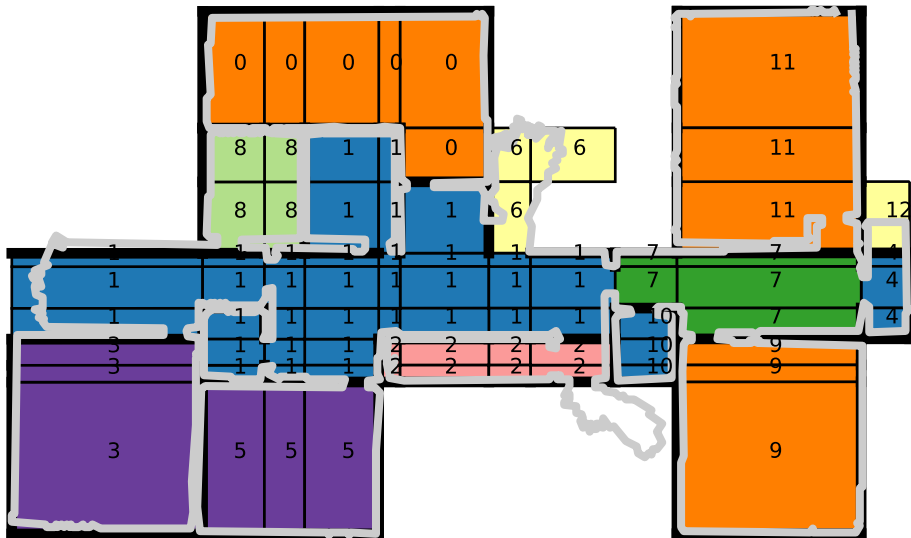 0 0 0 0 0 11
8 8 1 1 0 6 6 11
8 8 1 1 1 6 11 12
1 1 1 1 1 1 1 1 7 7 4
1 1 1 1 1 1 1 1 7 7 4
1 1 1 1 1 1 1 1 10 7 4
3 1 1 1 2 2 2 2 10 9
3 1 1 1 2 2 2 2 10 9
3 5 5 5 9